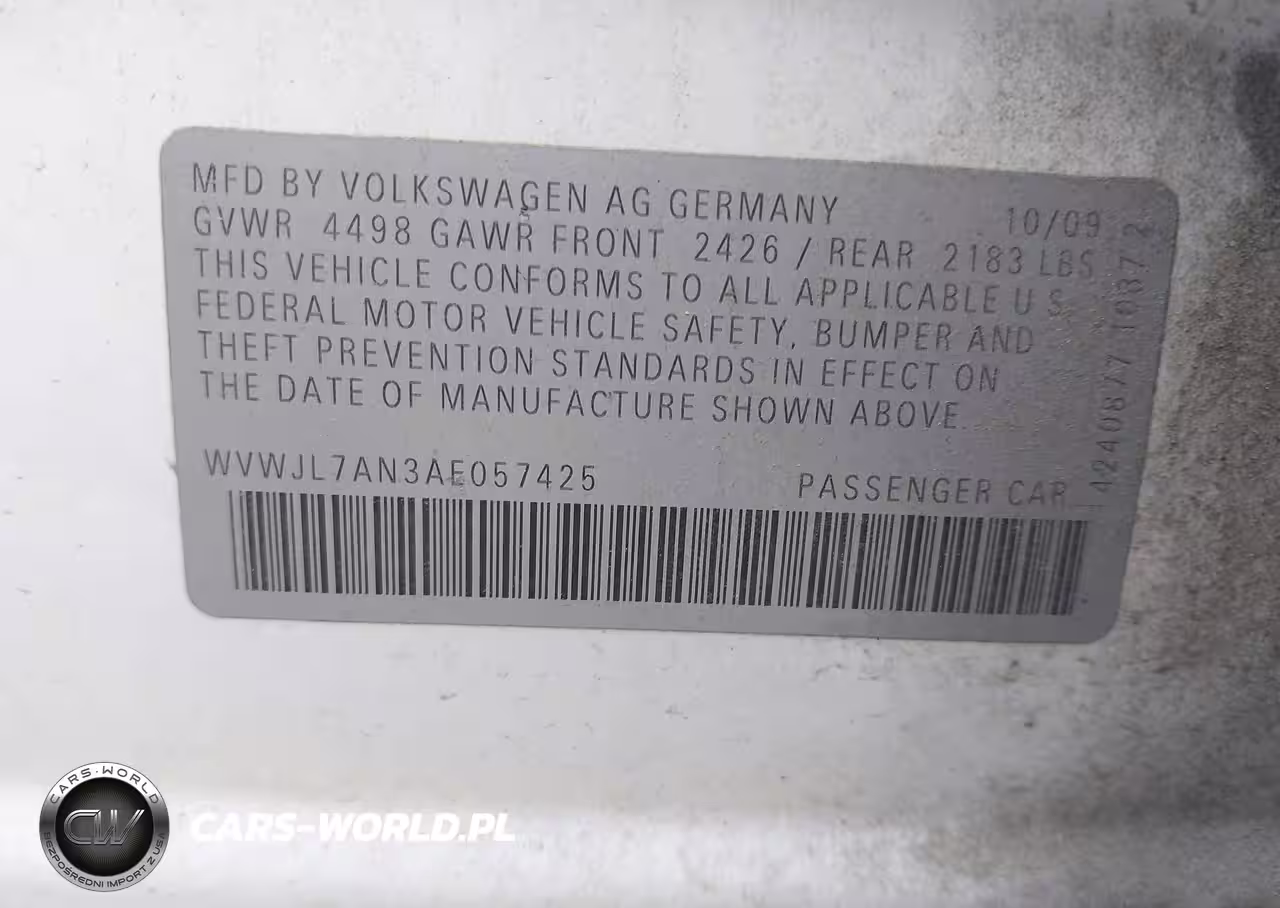 MFD BY VOLKSWAGEN AG GERMANY 10/09
GVWR 4498 GAWR FRONT 2426 / REAR 2183 LBS
THIS VEHICLE CONFORMS TO ALL APPLICABLE U S
FEDERAL MOTOR VEHICLE SAFETY, BUMPER AND
THEFT PREVENTION STANDARDS IN EFFECT ON
THE DATE OF MANUFACTURE SHOWN ABOVE.
WVWJL7AN3AE057425 PASSENGER CAR
CARS-WORLD
CW
BEZPOŚREDNI IMPORT Z USA
CARS-WORLD.PL